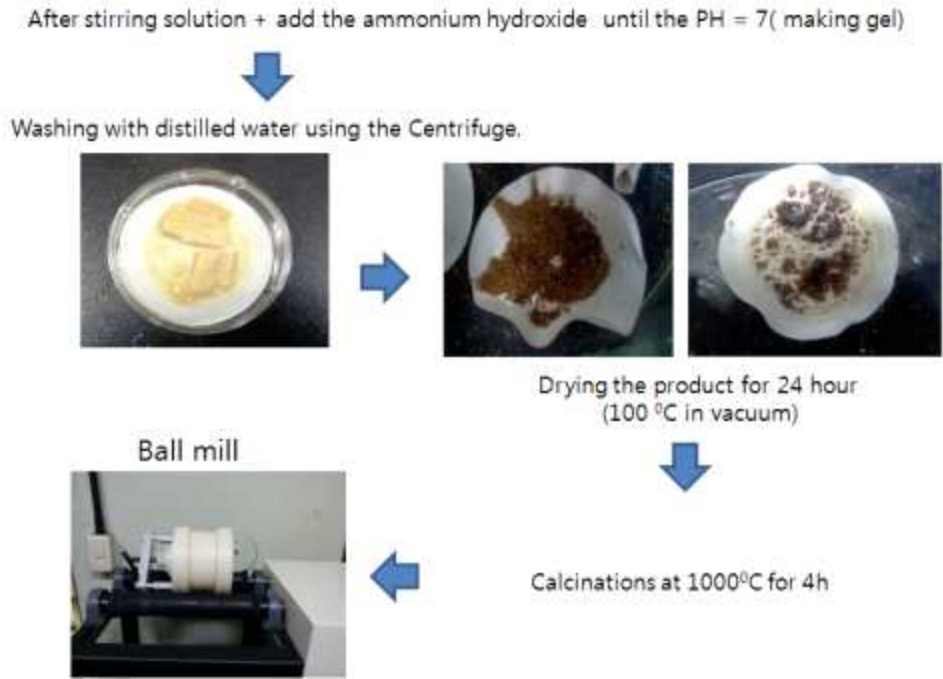 After stirring solution + add the ammonium hydroxide until the PH = 7( making gel)
Washing with distilled water using the Centrifuge.
Drying the product for 24 hour
(100 ⁰C in vacuum)
Ball mill
Calcinations at 1000⁰C for 4h